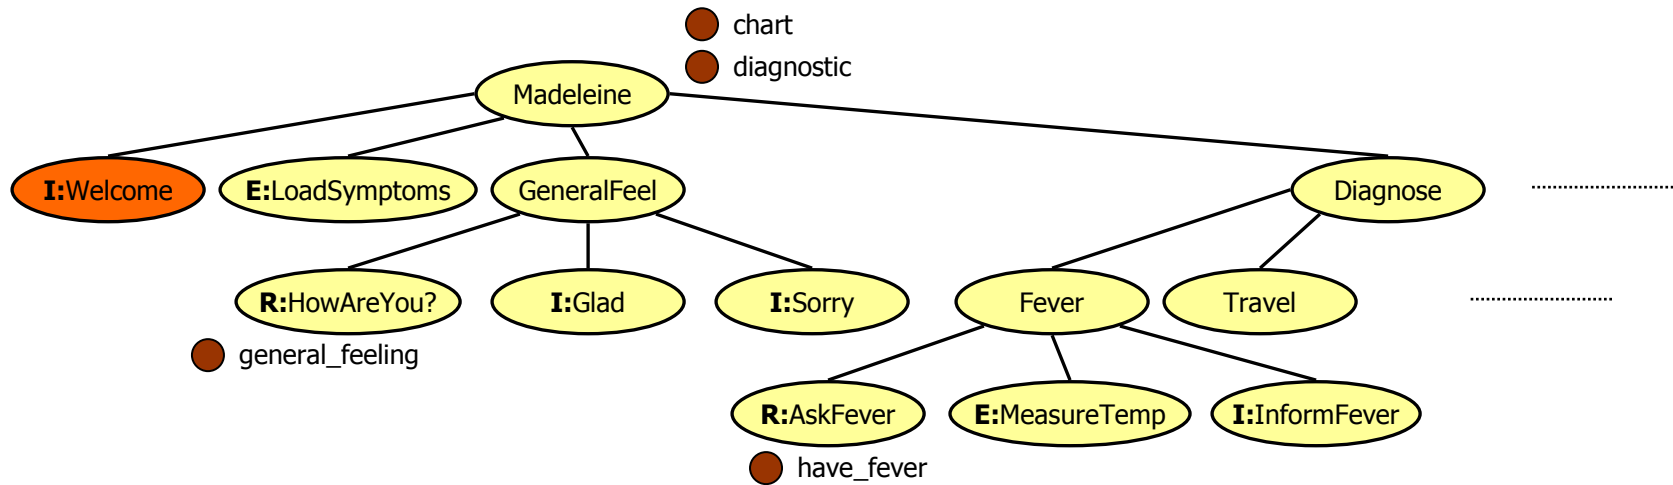 chart
diagnostic
Madeleine
I:Welcome
E:LoadSymptoms
GeneralFeel
Diagnose
R:HowAreYou?
I:Glad
I:Sorry
Fever
Travel
general_feeling
R:AskFever
E:MeasureTemp
I:InformFever
have_fever